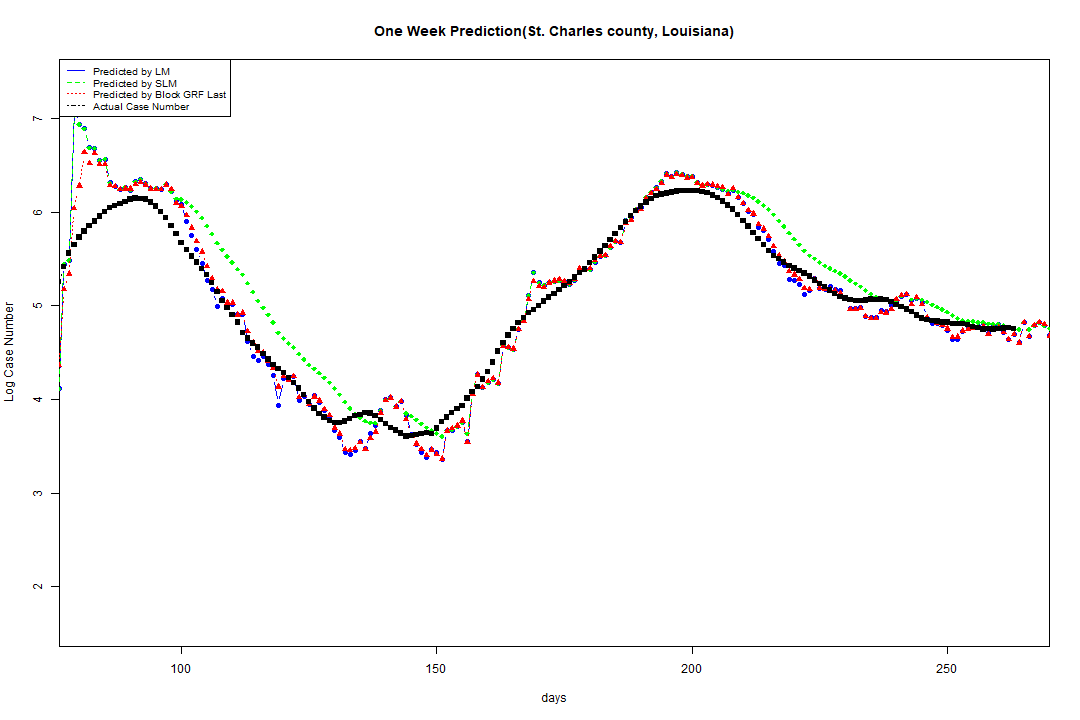 One Week Prediction(St. Charles county, Louisiana)
Predicted by LM
Predicted by SLM
Predicted by Block GRF Last
Actual Case Number
7
6
5
4
3
2
Log Case Number
100 150 200 250
days